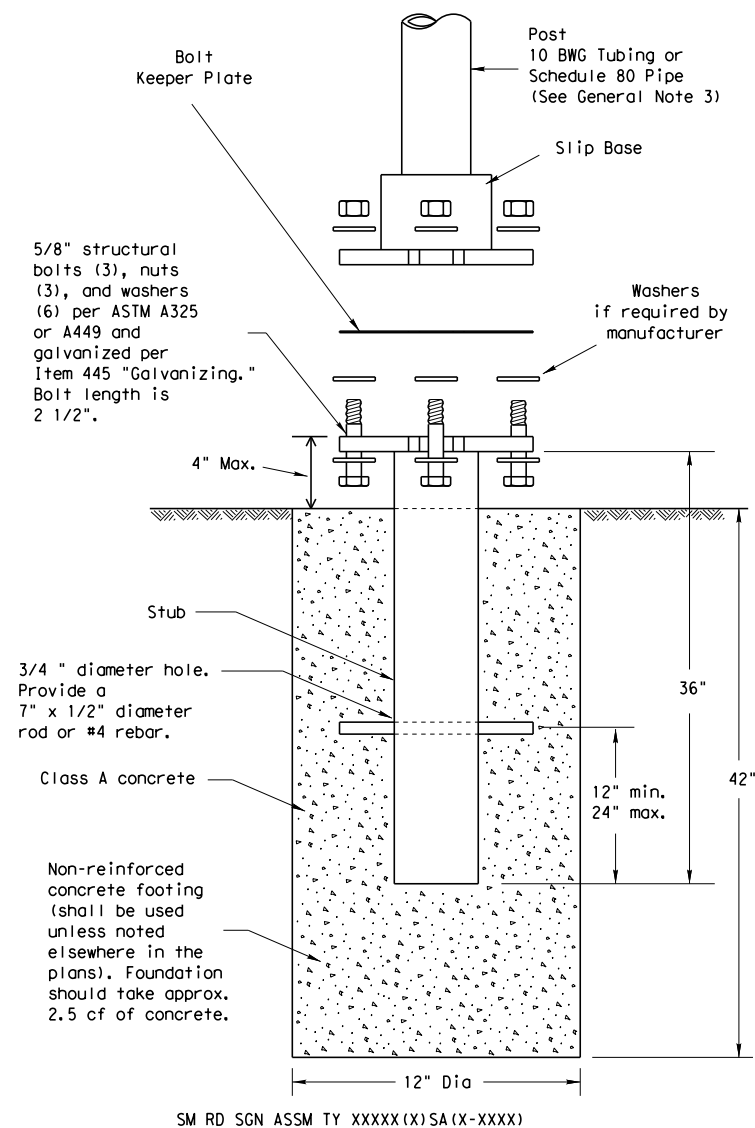 Post
10 BWG Tubing or
Schedule 80 Pipe
(See General Note 3)
Bolt
Keeper Plate
Slip Base
5/8" structural
bolts (3), nuts
(3), and washers
(6) per ASTM A325
or A449 and
galvanized per
Item 445 "Galvanizing."
Bolt length is
2 1/2".
Washers
if required by
manufacturer
4" Max.
Stub
3/4 " diameter hole.
Provide a
7" x 1/2" diameter
rod or #4 rebar.
36"
Class A concrete
12" min.
24" max.
42"
Non-reinforced
concrete footing
(shall be used
unless noted
elsewhere in the
plans). Foundation
should take approx.
2.5 cf of concrete.
12" Dia
SM RD SGN ASSM TY XXXXX(X)SA(X-XXXX)